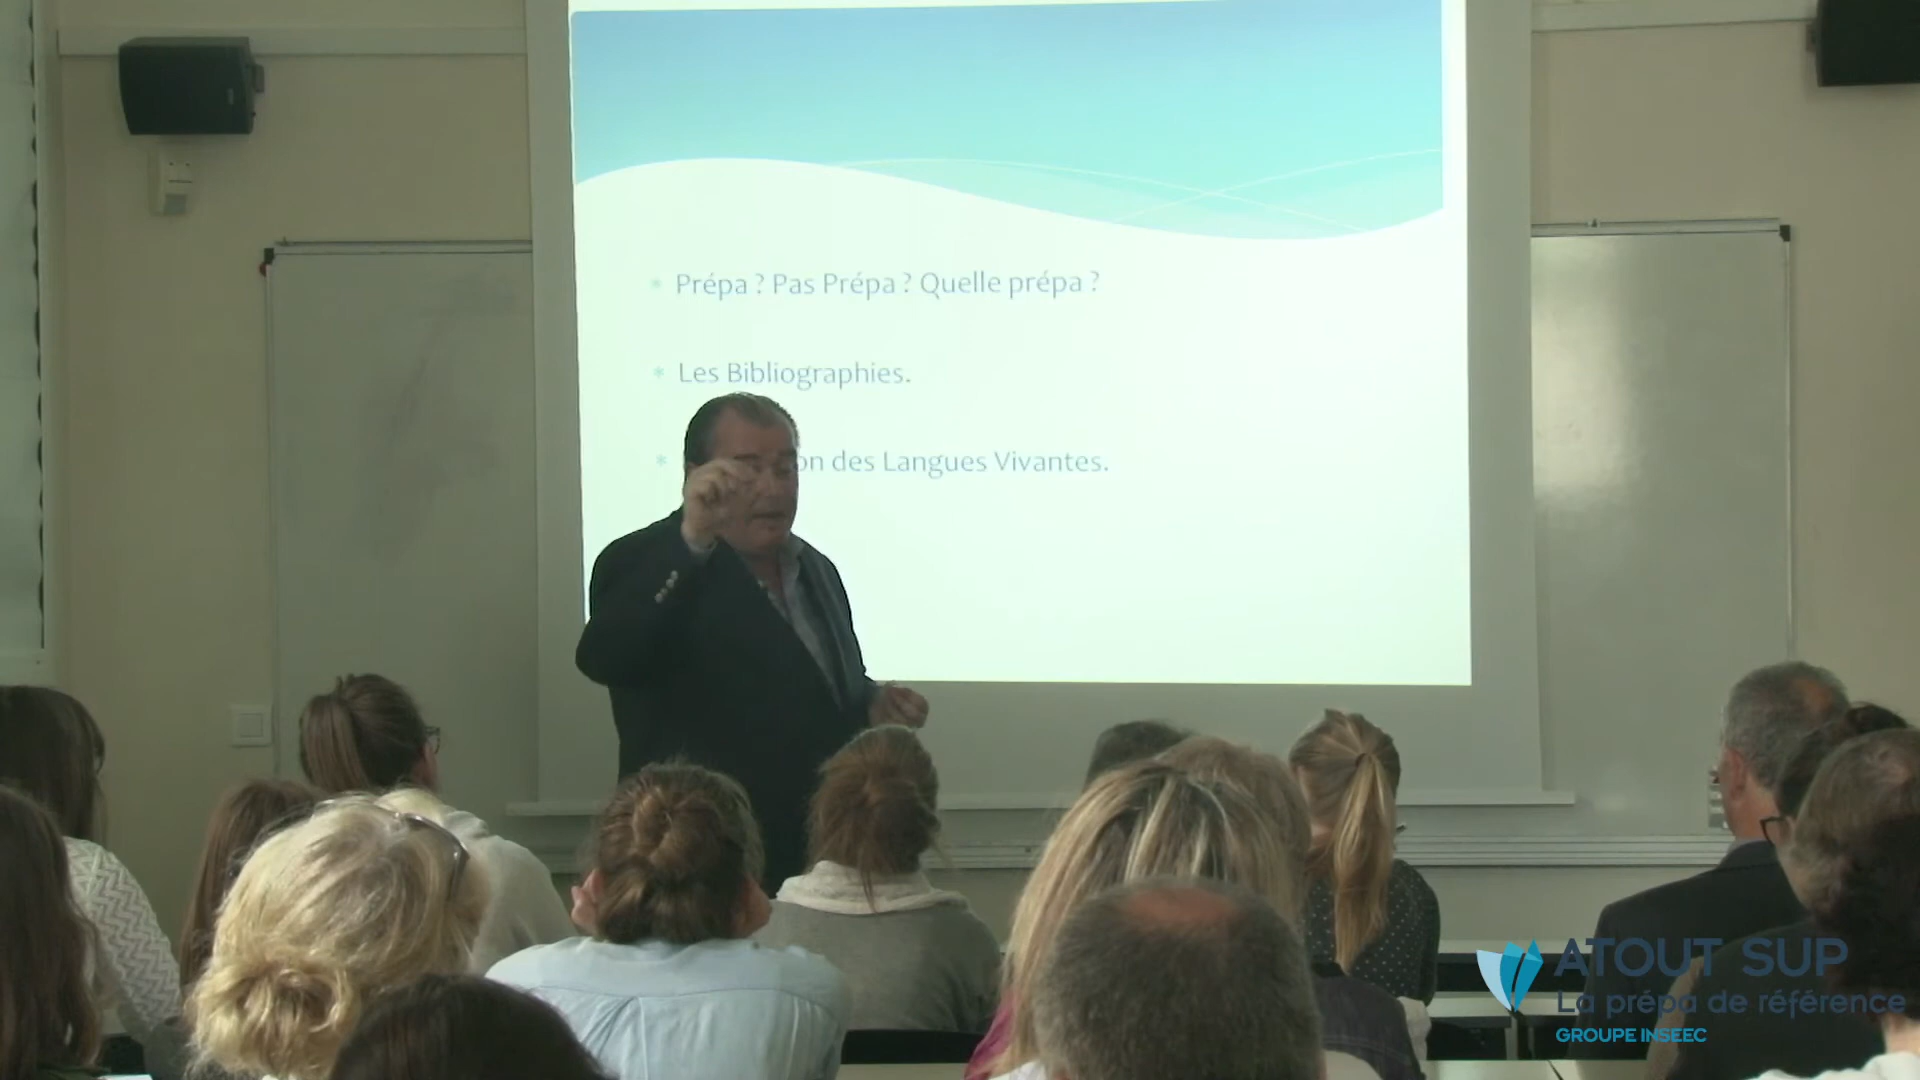 * Prépa ? Pas Prépa ? Quelle prépa ?
* Les Bibliographies.
* on des Langues Vivantes.
ATOUT SUP
La prépa de référence
GROUPE INSEEC